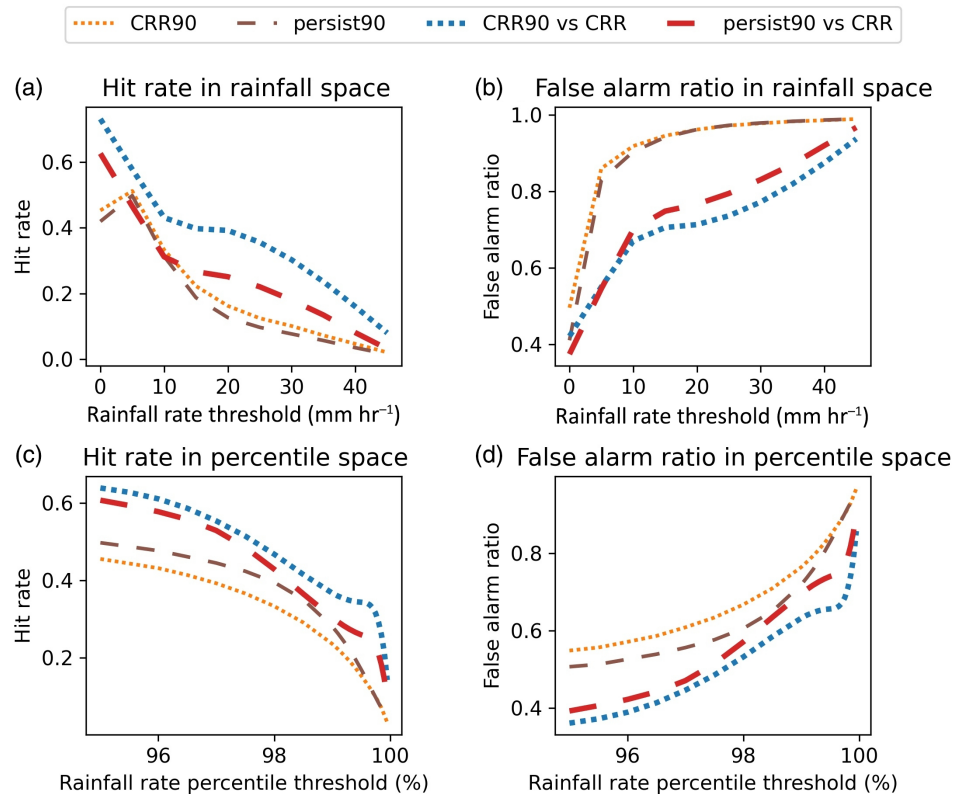 CRR90 persist90 CRR90 vs CRR persist90 vs CRR
(a) Hit rate in rainfall space
Hit rate
0.6
0.4
0.2
0.0
0 10 20 30 40
Rainfall rate threshold (mm hr⁻¹)
(b) False alarm ratio in rainfall space
False alarm ratio
1.0
0.8
0.6
0.4
0 10 20 30 40
Rainfall rate threshold (mm hr⁻¹)
(c) Hit rate in percentile space
Hit rate
0.6
0.4
0.2
96 98 100
Rainfall rate percentile threshold (%)
(d) False alarm ratio in percentile space
False alarm ratio
0.8
0.6
0.4
96 98 100
Rainfall rate percentile threshold (%)